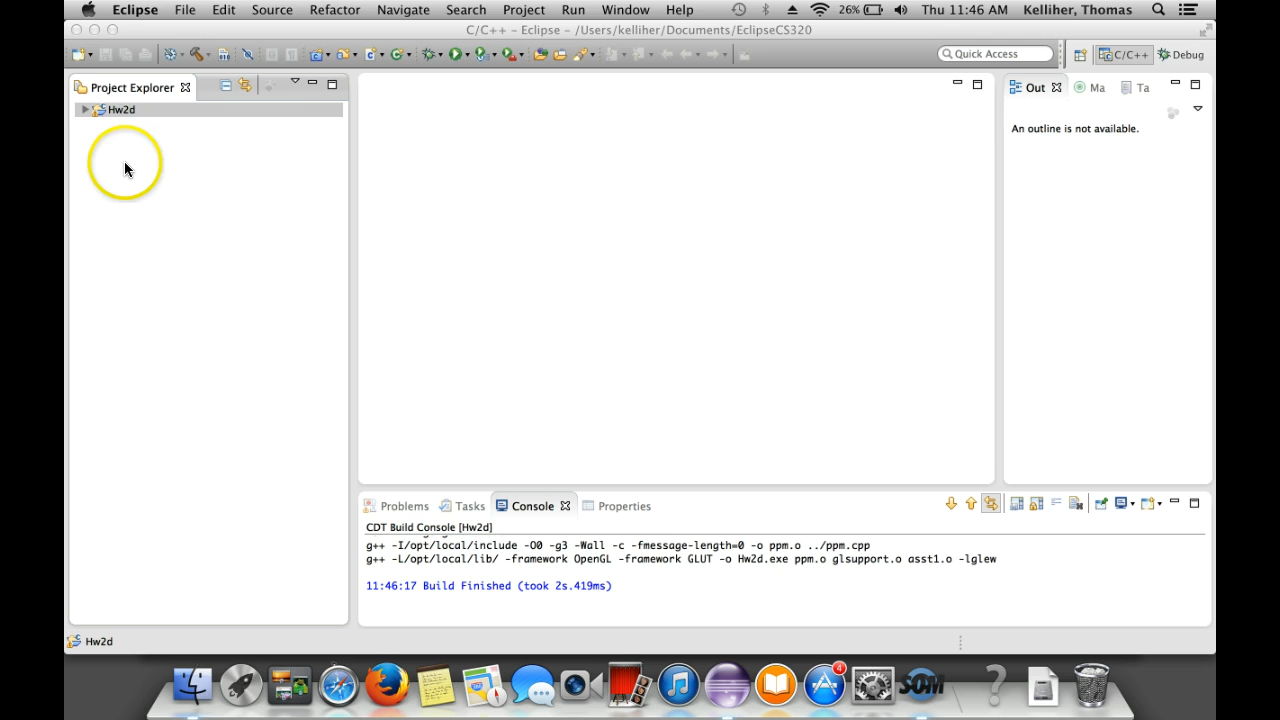 Eclipse File Edit Source Refactor Navigate Search Project Run Window Help 26% Thu 11:46 AM Kelliher, Thomas
C/C++ - Eclipse - /Users/kelliher/Documents/EclipseCS320
Quick Access C/C++ Debug
Project Explorer Out Ma Ta
Hw2d
An outline is not available.
Problems Tasks Console Properties
CDT Build Console [Hw2d]
g++ -I/opt/local/include -O0 -g3 -Wall -c -fmessage-length=0 -o ppm.o ../ppm.cpp
g++ -L/opt/local/lib/ -framework OpenGL -framework GLUT -o Hw2d.exe ppm.o glsupport.o asst1.o -lglew
11:46:17 Build Finished (took 2s.419ms)
Hw2d
4
SOM
?